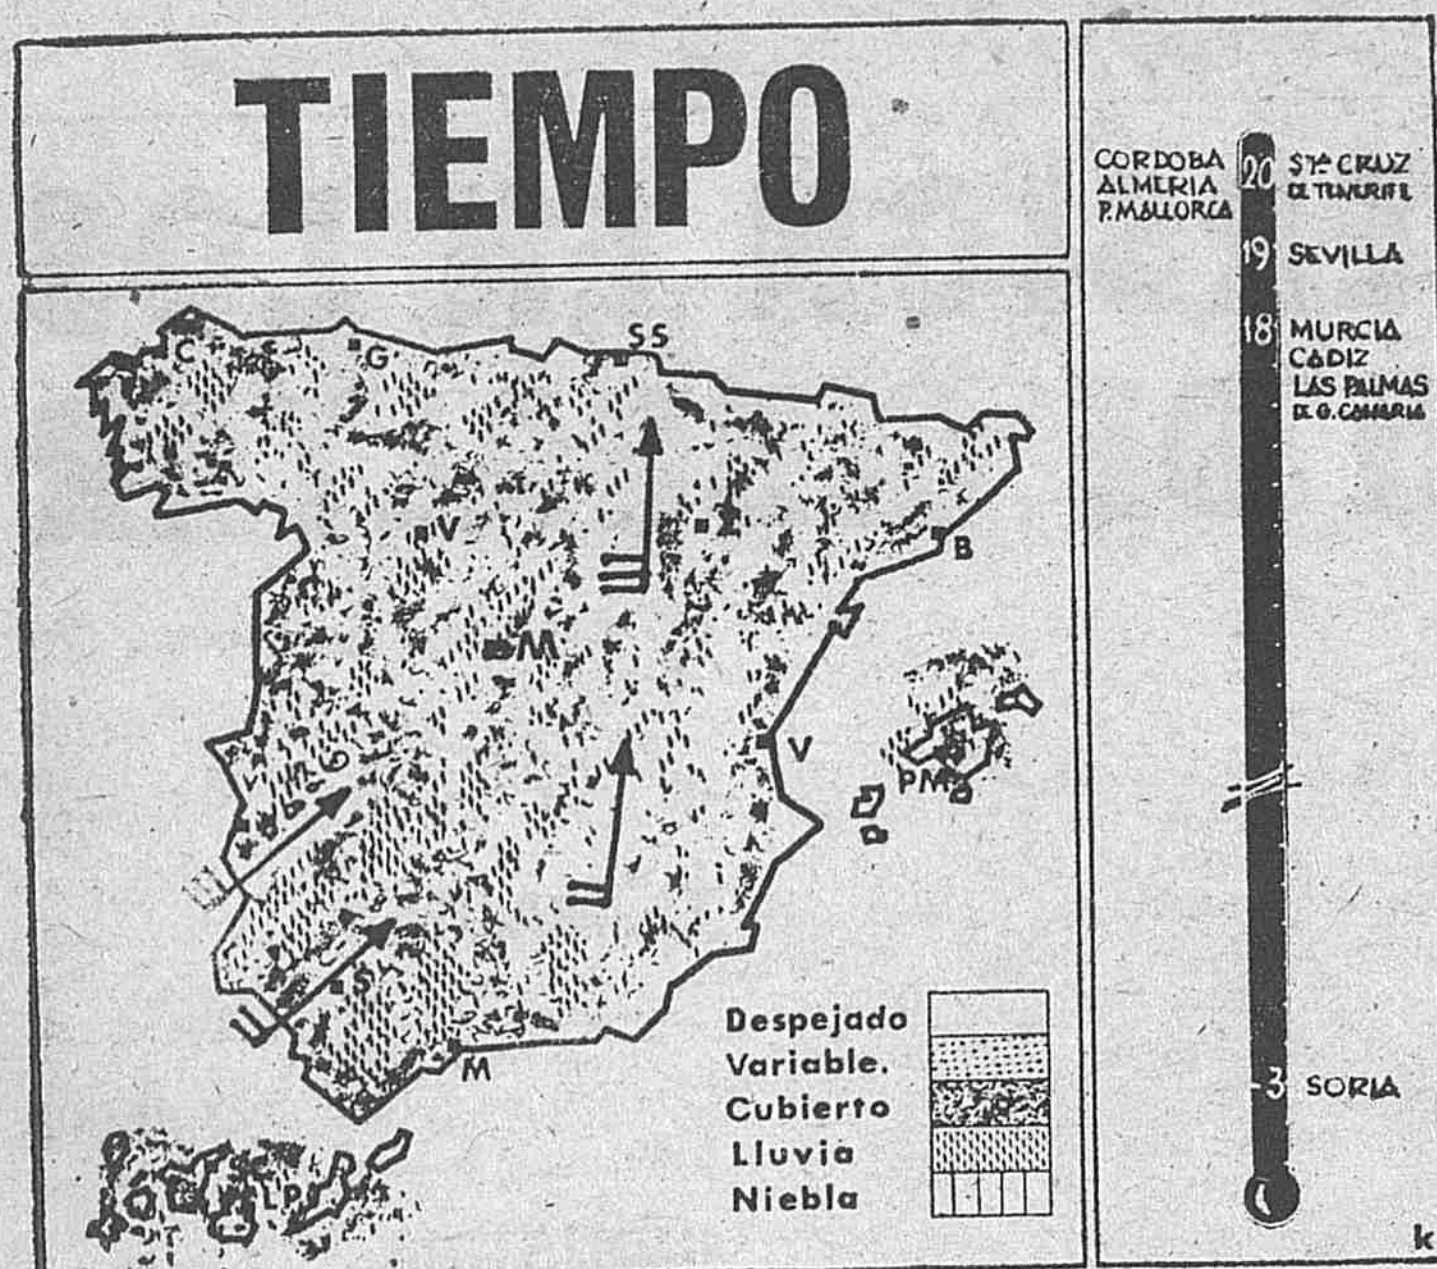 TIEMPO
C
G
SS
V
Z
B
M
V
PM
S
M
LP
Despejado
Variable.
Cubierto
Lluvia
Niebla
CORDOBA
ALMERIA
P. MALLORCA
20
STA CRUZ
DE TENERIFE
19 SEVILLA
18 MURCIA
CADIZ
LAS PALMAS
DE G. CANARIA
-3 SORIA
k